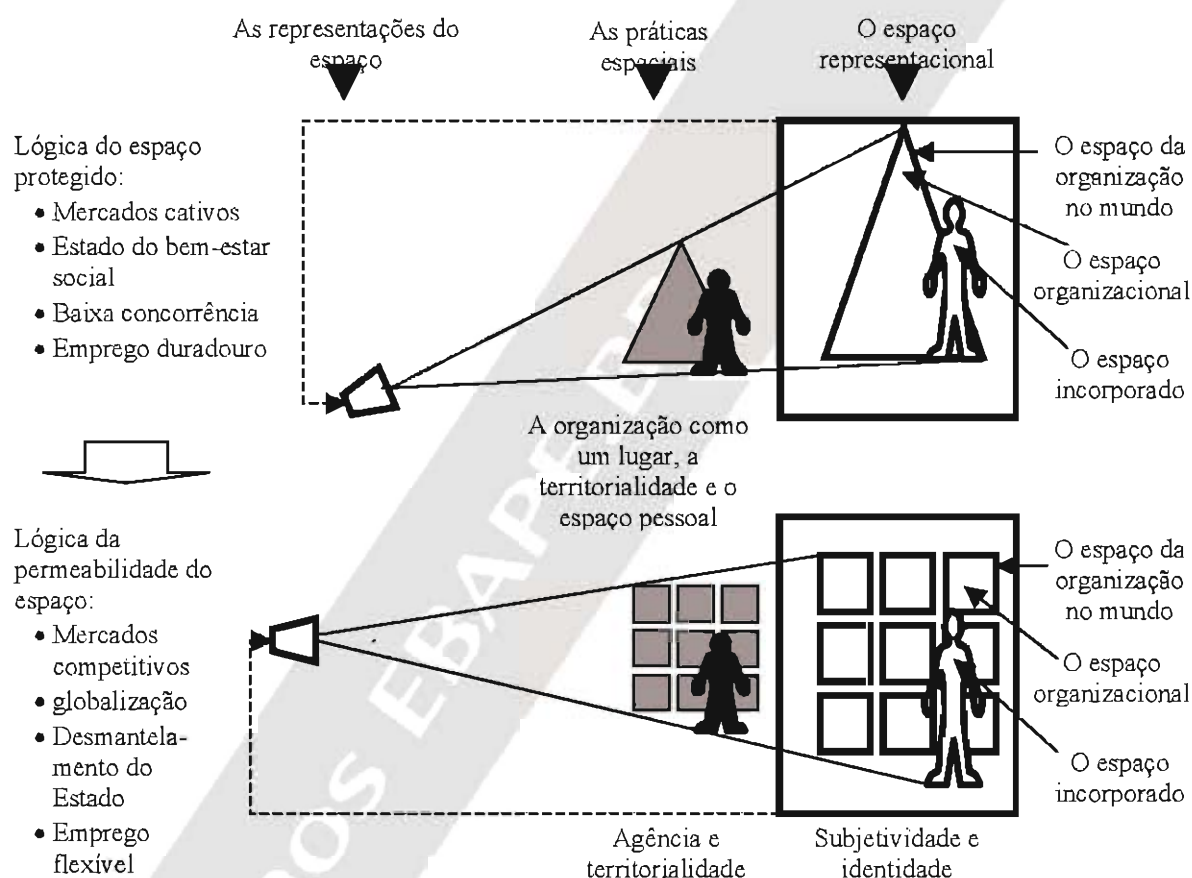 As representações do
espaço
As práticas
espaciais
O espaço
representacional
Lógica do espaço
protegido:
• Mercados cativos
• Estado do bem-estar
social
• Baixa concorrência
• Emprego duradouro
O espaço da
organização
no mundo
O espaço
organizacional
O espaço
incorporado
A organização como
um lugar, a
territorialidade e o
espaço pessoal
Lógica da
permeabilidade do
espaço:
• Mercados
competitivos
• globalização
• Desmantela-
mento do
Estado
• Emprego
flexível
O espaço da
organização
no mundo
O espaço
organizacional
O espaço
incorporado
Agência e
territorialidade
Subjetividade e
identidade
OS EBAPE.BR